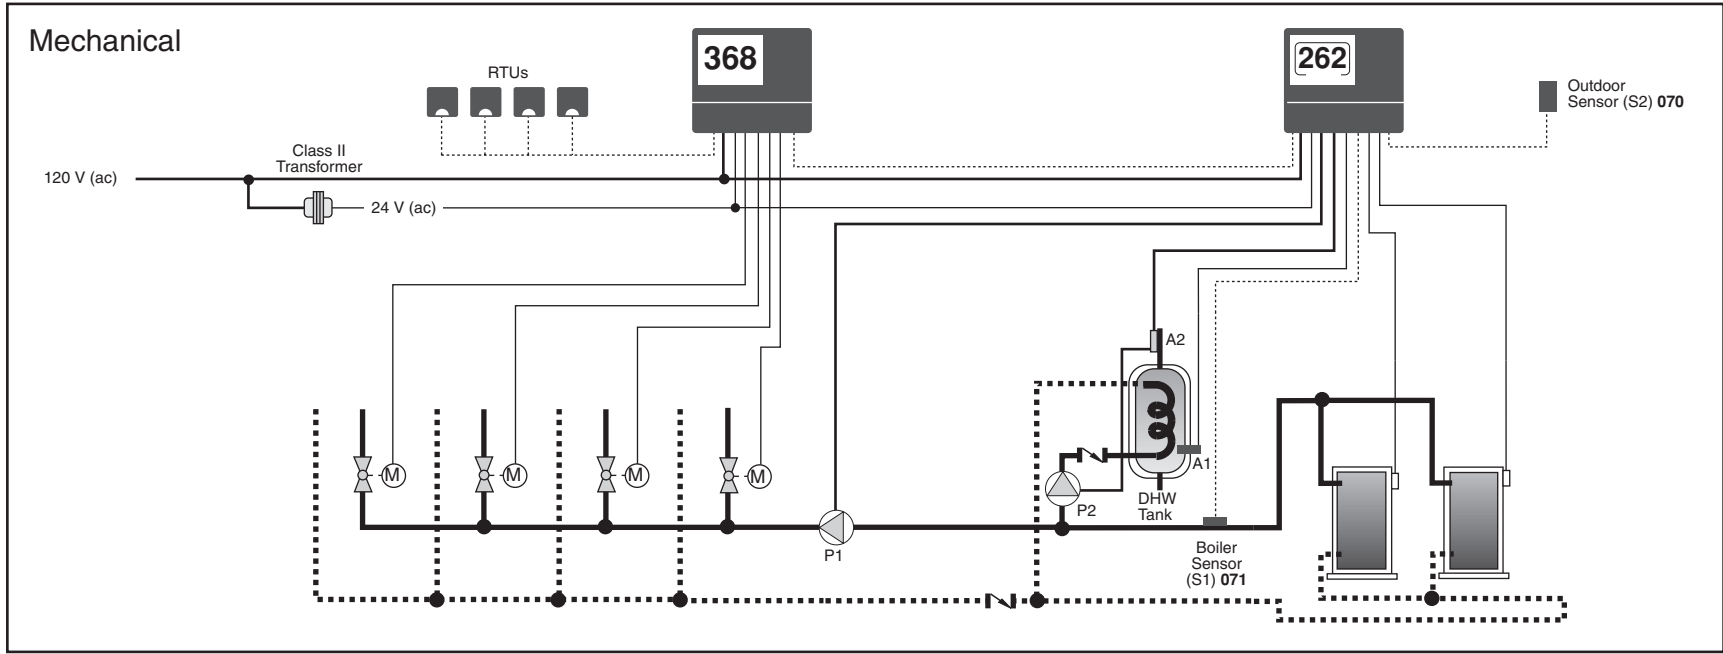 Mechanical
368
262
RTUs
Outdoor
Sensor (S2) 070
Class II
Transformer
120 V (ac)
24 V (ac)
A2
A1
M
M
M
M
P2
DHW
Tank
P1
Boiler
Sensor
(S1) 071